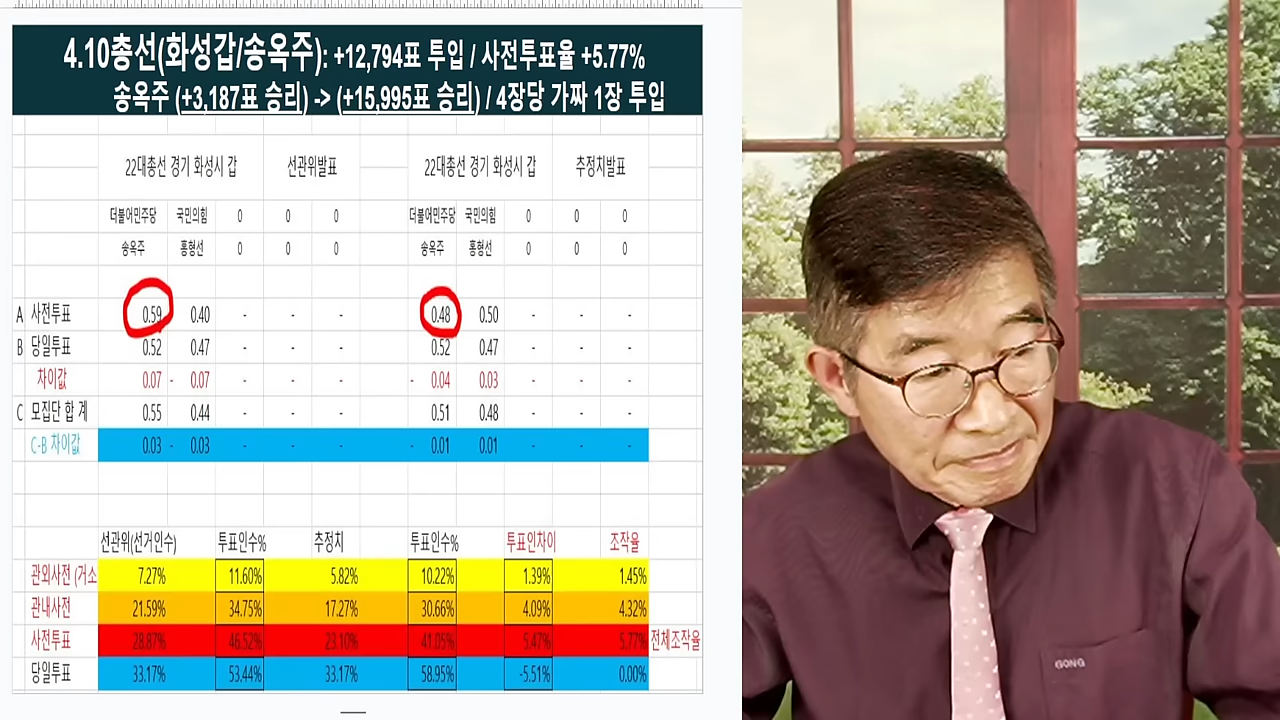 4.10총선(화성갑/송옥주): +12,794표 투입 / 사전투표율 +5.77%
송옥주 (+3,187표 승리) -> (+15,995표 승리) / 4장당 가짜 1장 투입
22대총선 경기 화성시 갑 선관위발표 22대총선 경기 화성시 갑 추정치발표
더불어민주당 국민의힘 0 0 0 더불어민주당 국민의힘 0 0 0
송옥주 홍형선 0 0 0 송옥주 홍형선 0 0 0
A 사전투표 0.59 0.40 - - - 0.48 0.50 - - -
B 당일투표 0.52 0.47 - - - 0.52 0.47 - - -
차이값 0.07 - 0.07 - - - - 0.04 0.03 - - -
C 모집단 합 계 0.55 0.44 - - - 0.51 0.48 - - -
C-B 차이값 0.03 - 0.03 - - - - 0.01 0.01 - - -
선관위(선거인수) 투표인수% 추정치 투표인수% 투표인차이 조작율
관외사전 (거소 7.27% 11.60% 5.82% 10.22% 1.39% 1.45%
관내사전 21.59% 34.75% 17.27% 30.66% 4.09% 4.32%
사전투표 28.87% 46.52% 23.10% 41.05% 5.47% 5.77% 전체조작율
당일투표 33.17% 53.44% 33.17% 58.95% -5.51% 0.00%
GONG